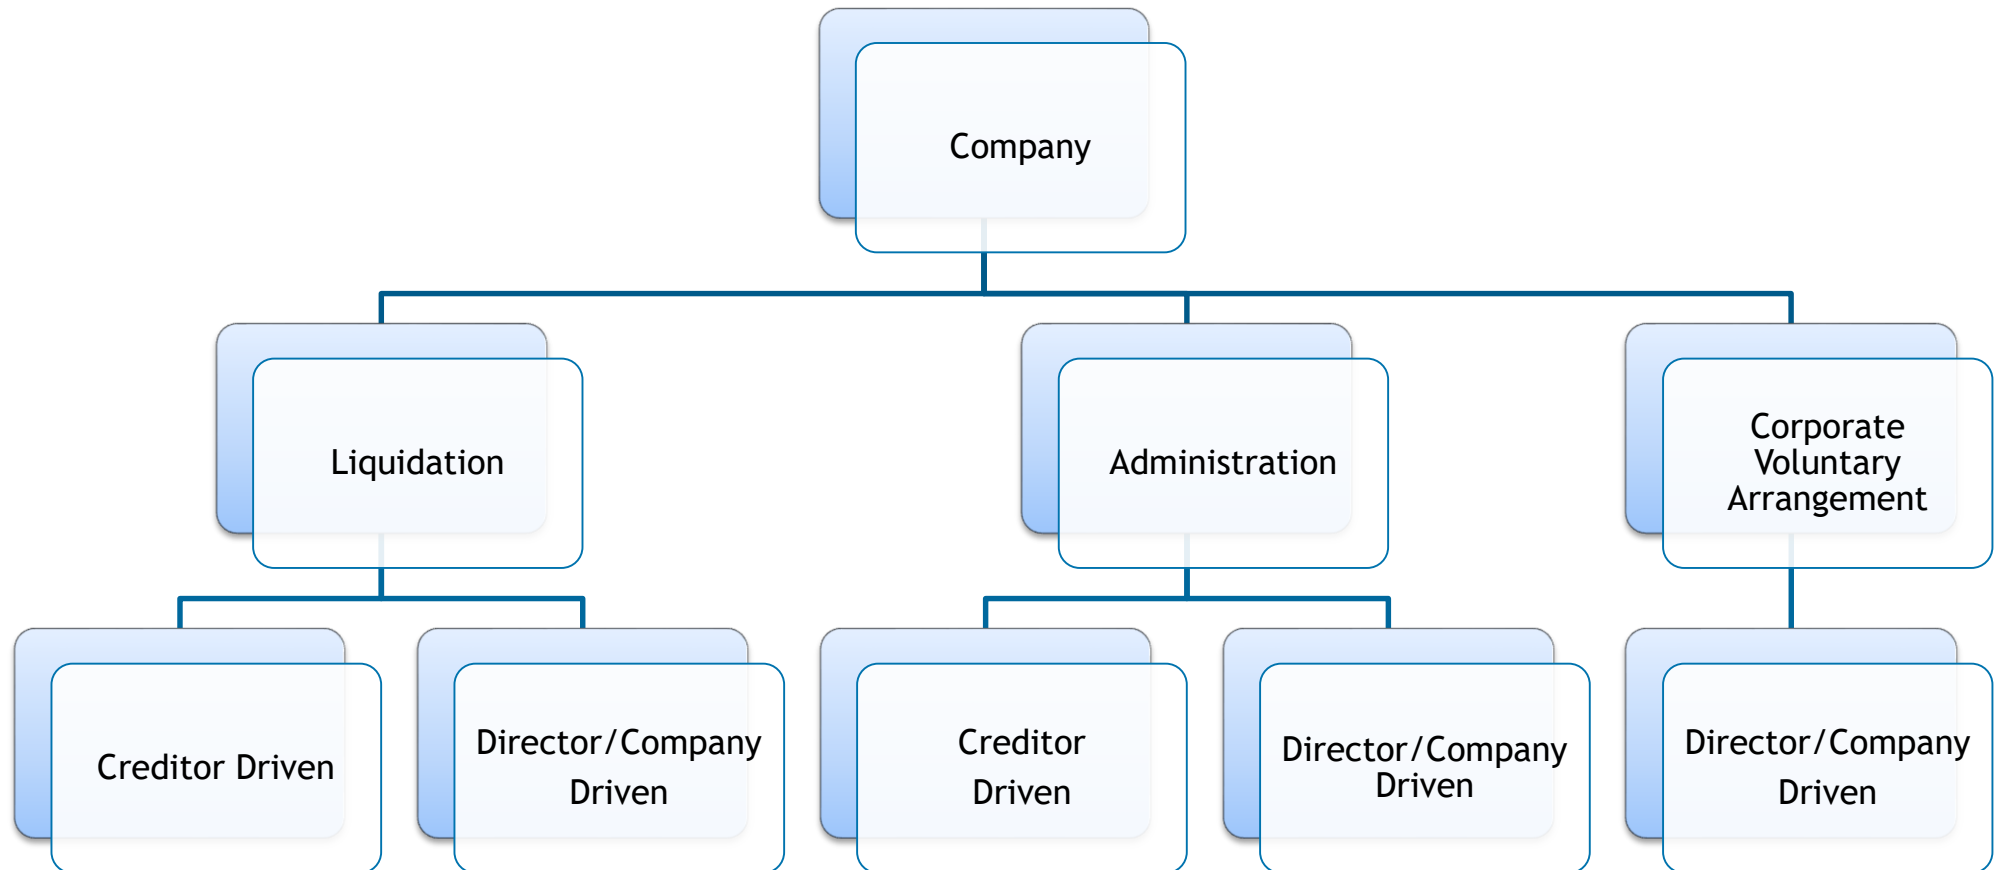 Company
Liquidation
Administration
Corporate
Voluntary
Arrangement
Creditor Driven
Director/Company
Driven
Creditor
Driven
Director/Company
Driven
Director/Company
Driven